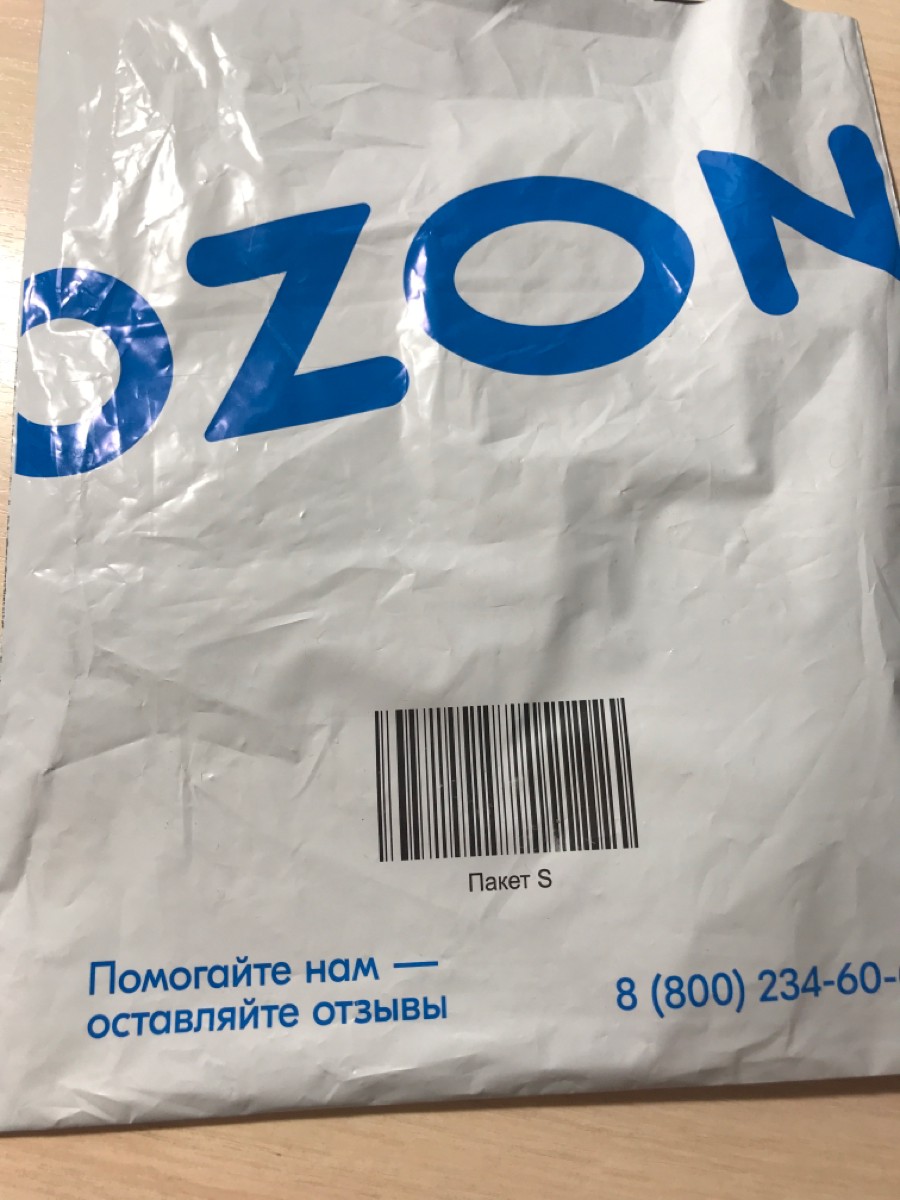 OZON
Пакет S
Помогайте нам —
оставляйте отзывы
8 (800) 234-60-